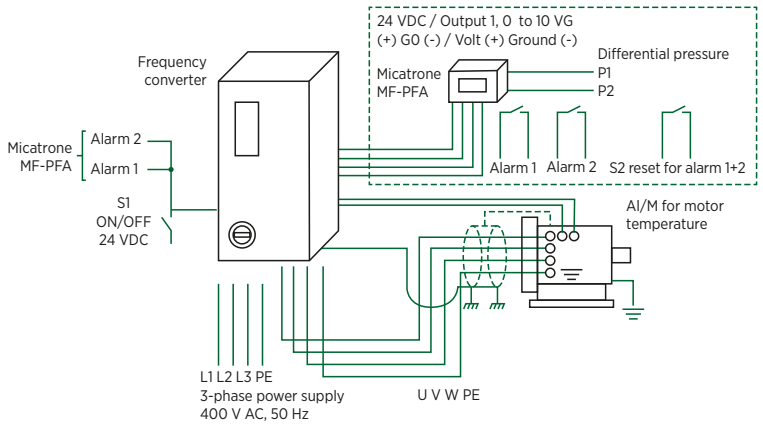 24 VDC / Output 1, 0 to 10 VG
(+) G0 (-) / Volt (+) Ground (-)
Frequency
converter
Differential pressure
Micatrone
MF-PFA
P1
P2
Micatrone
MF-PFA
Alarm 2
Alarm 1
Alarm 1
Alarm 2
S2 reset for alarm 1+2
S1
ON/OFF
24 VDC
AI/M for motor
temperature
L1 L2 L3 PE
3-phase power supply
400 V AC, 50 Hz
U V W PE